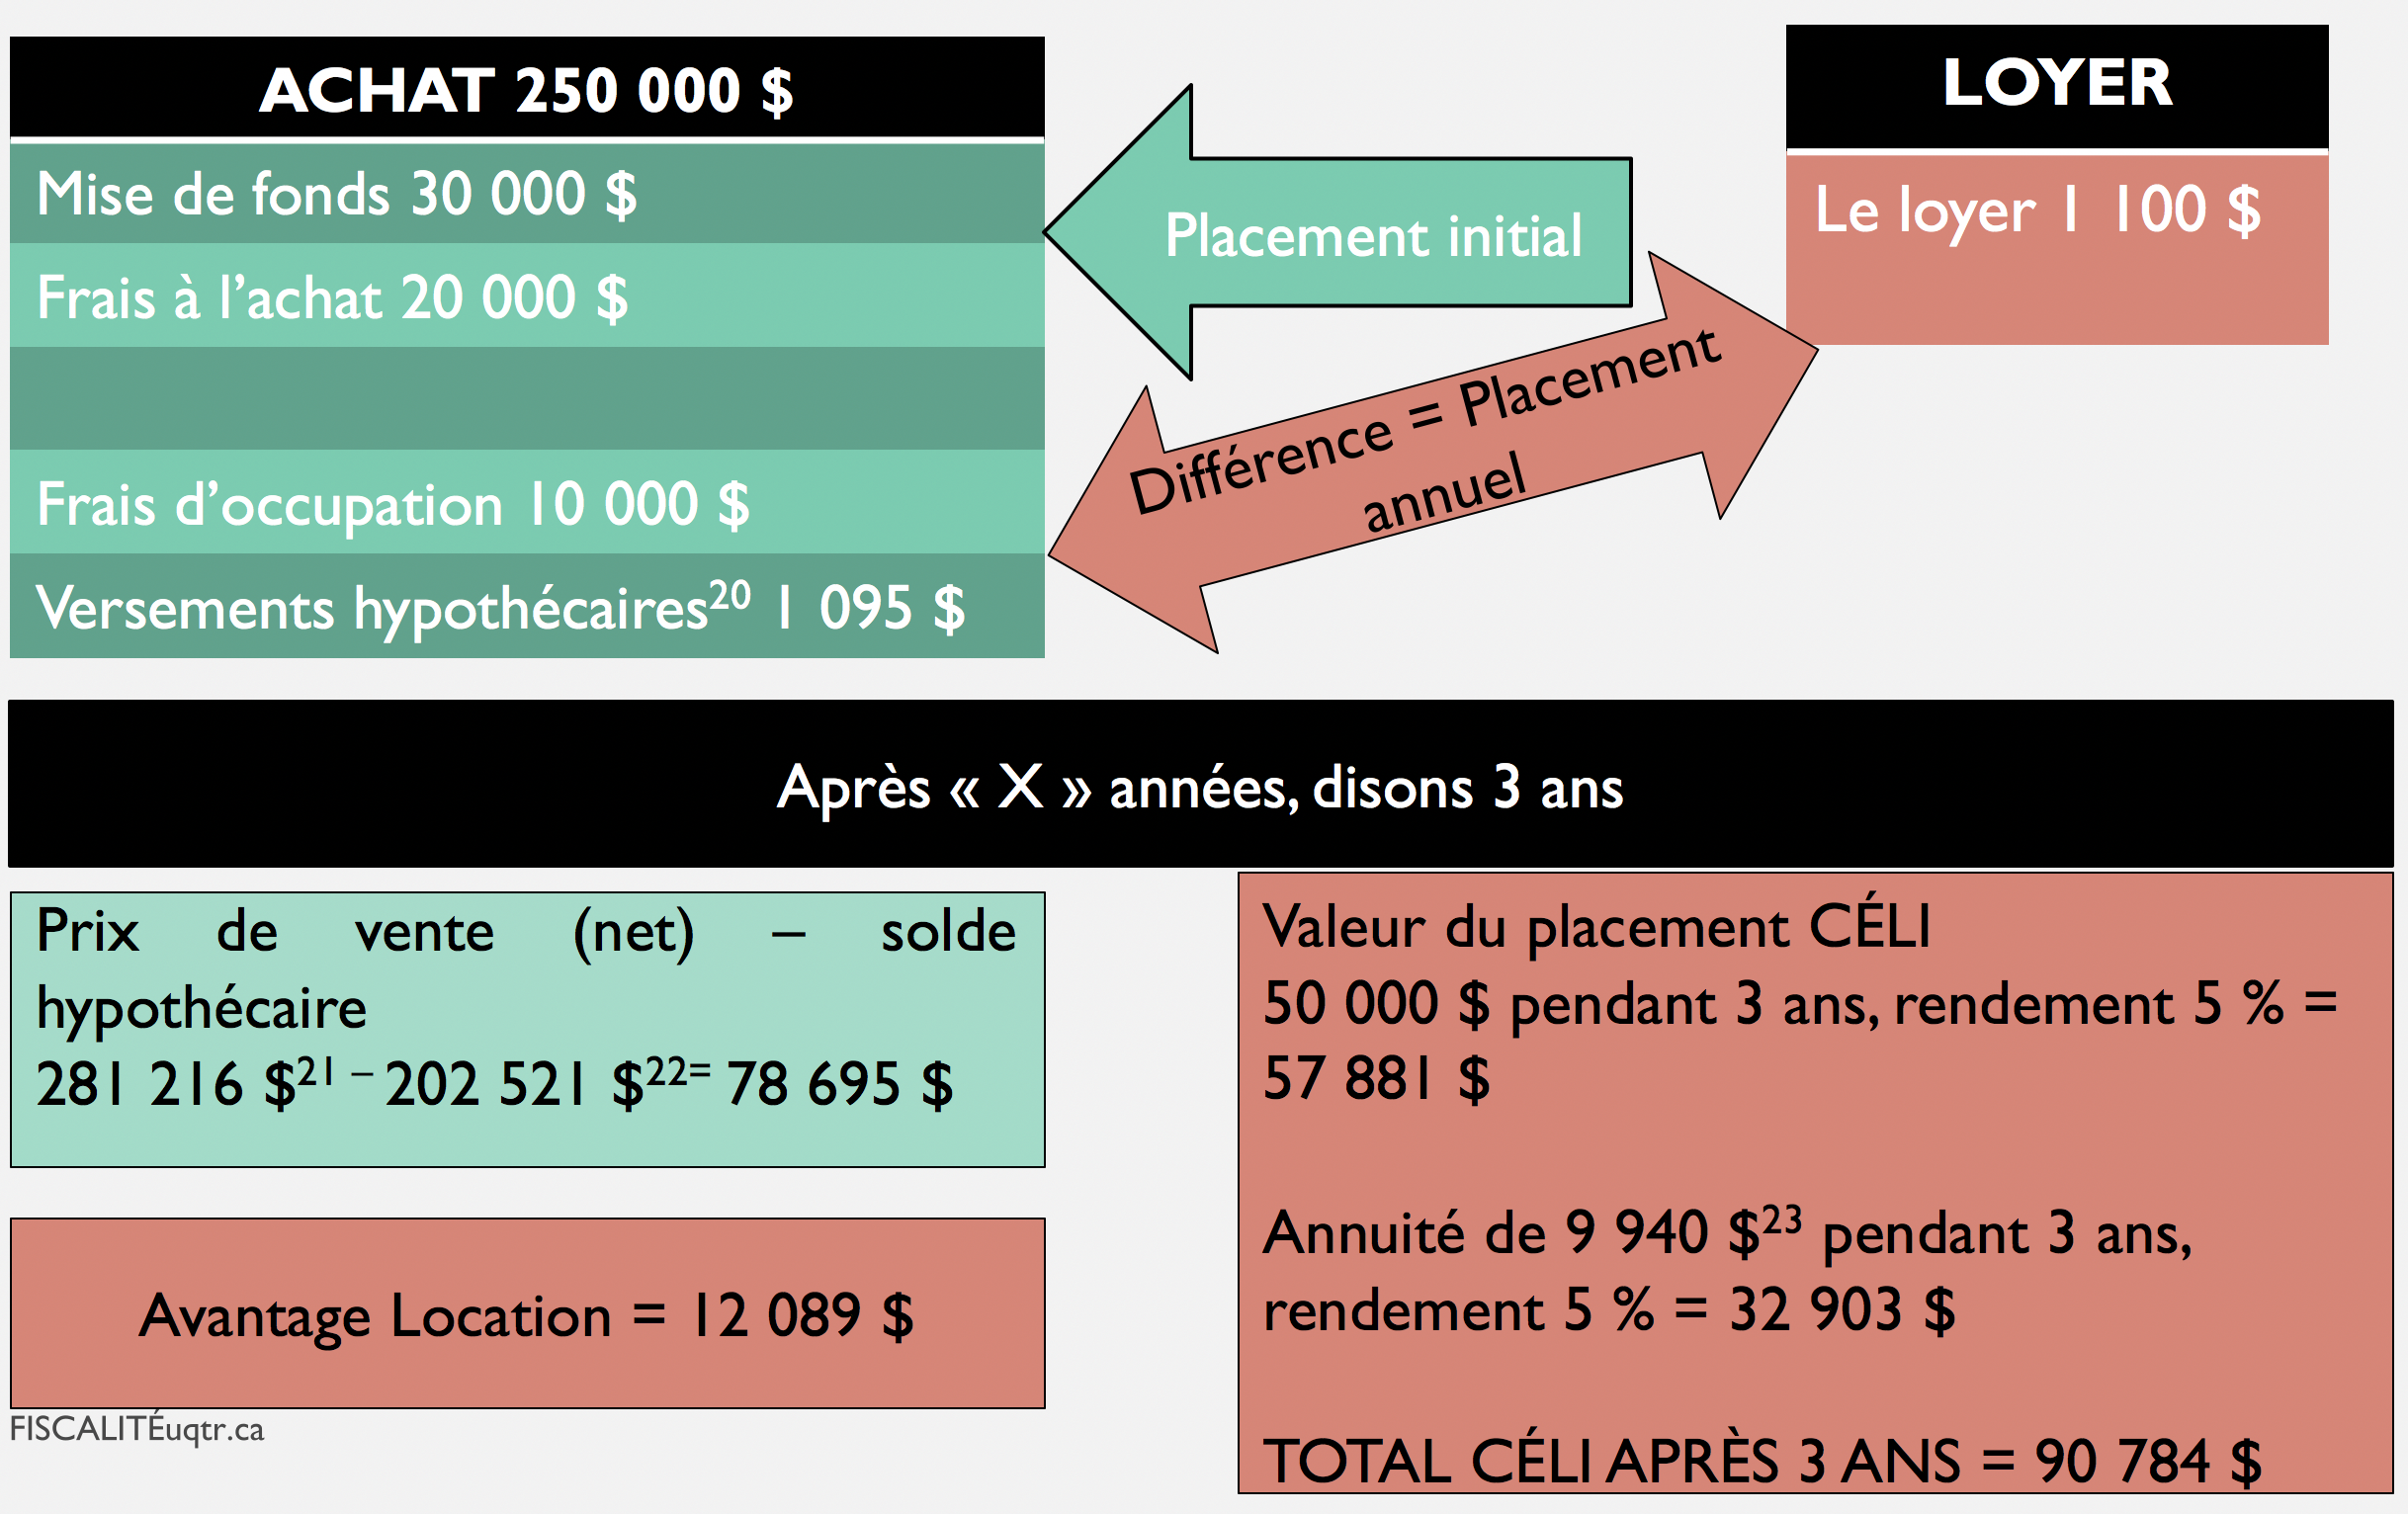 ACHAT 250 000 $
Mise de fonds 30 000 $
Frais à l’achat 20 000 $
Frais d’occupation 10 000 $
Versements hypothécaires20 1 095 $
Placement initial
Différence = Placement
annuel
LOYER
Le loyer 1 100 $
Après « X » années, disons 3 ans
Prix de vente (net) – solde
hypothécaire
281 216 $21 – 202 521 $22= 78 695 $
Avantage Location = 12 089 $
Valeur du placement CÉLI
50 000 $ pendant 3 ans, rendement 5 % =
57 881 $
Annuité de 9 940 $23 pendant 3 ans,
rendement 5 % = 32 903 $
TOTAL CÉLI APRÈS 3 ANS = 90 784 $
FISCALITÉuqtr.ca